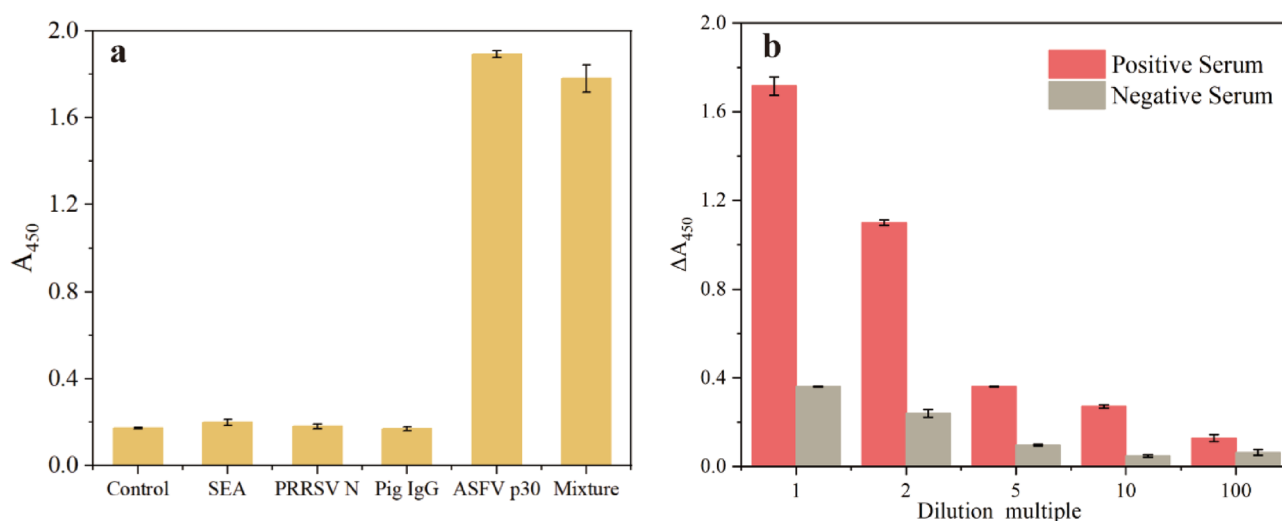 a
2.0
1.6
1.2
0.8
0.4
0.0
A450
Control SEA PRRSV N Pig IgG ASFV p30 Mixture
b
Positive Serum
Negative Serum
2.0
1.6
1.2
0.8
0.4
0.0
ΔA450
1 2 5 10 100
Dilution multiple